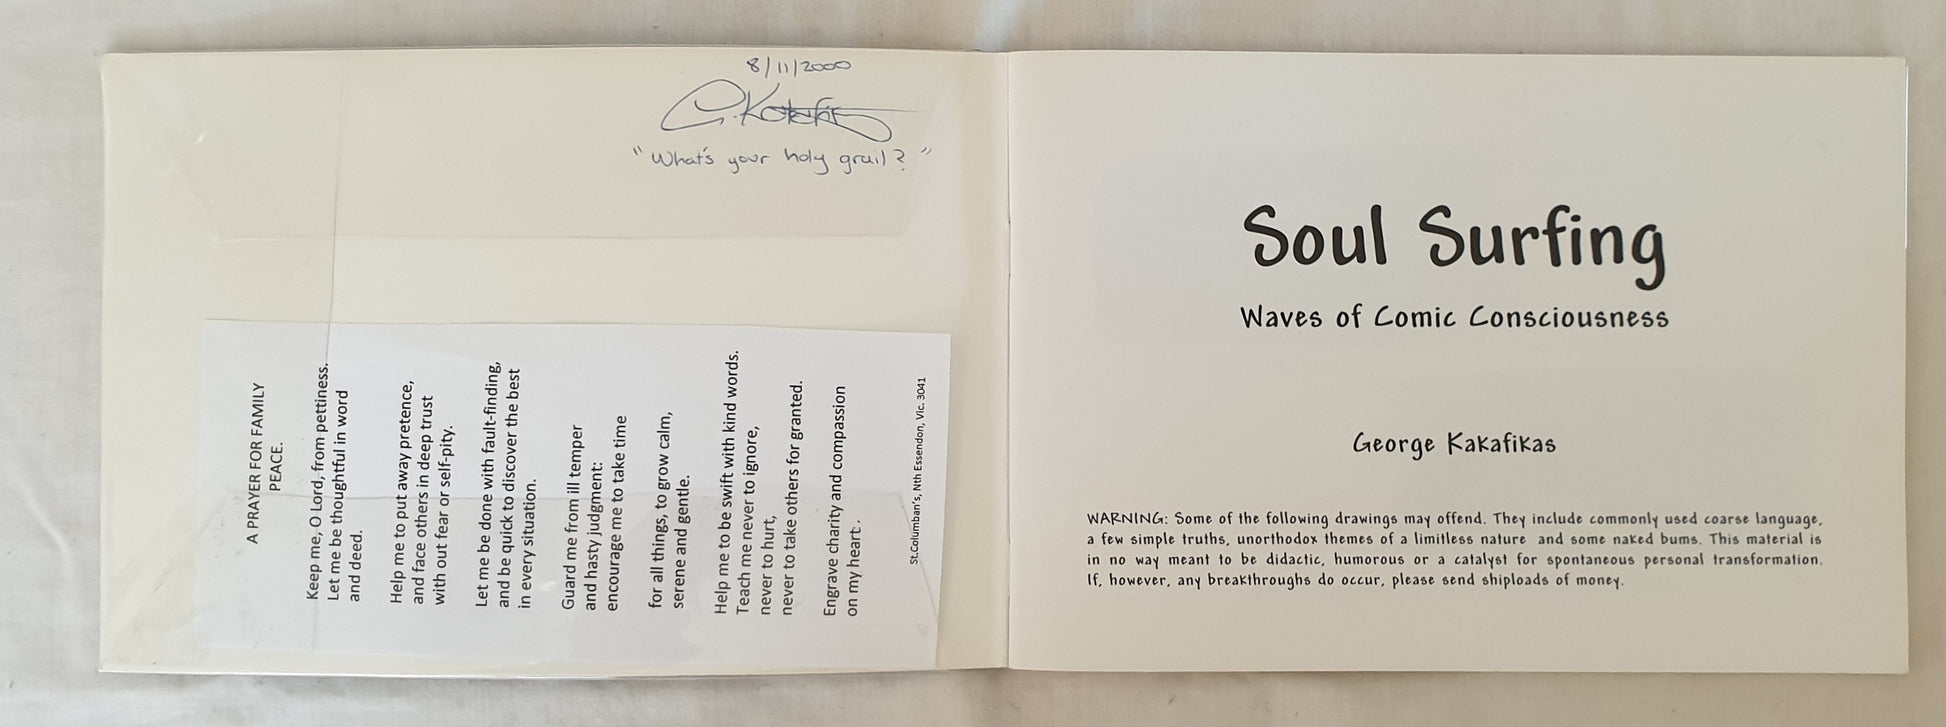 8/11/2000
G. Kakafikas
"What's your holy grail?"
A PRAYER FOR FAMILY
PEACE.
Keep me, O Lord, from pettiness.
Let me be thoughtful in word
and deed.
Help me to put away pretence,
and face others in deep trust
with out fear or self-pity.
Let me be done with fault-finding,
and be quick to discover the best
in every situation.
Guard me from ill temper
and hasty judgment:
encourage me to take time
for all things, to grow calm,
serene and gentle.
Help me to be swift with kind words.
Teach me never to ignore,
never to hurt,
never to take others for granted.
Engrave charity and compassion
on my heart.
St.Columban's, Nth Essendon, Vic. 3041
Soul Surfing
Waves of Comic Consciousness
George Kakafikas
WARNING: Some of the following drawings may offend. They include commonly used coarse language,
a few simple truths, unorthodox themes of a limitless nature and some naked bums. This material is
in no way meant to be didactic, humorous or a catalyst for spontaneous personal transformation.
If, however, any breakthroughs do occur, please send shiploads of money.